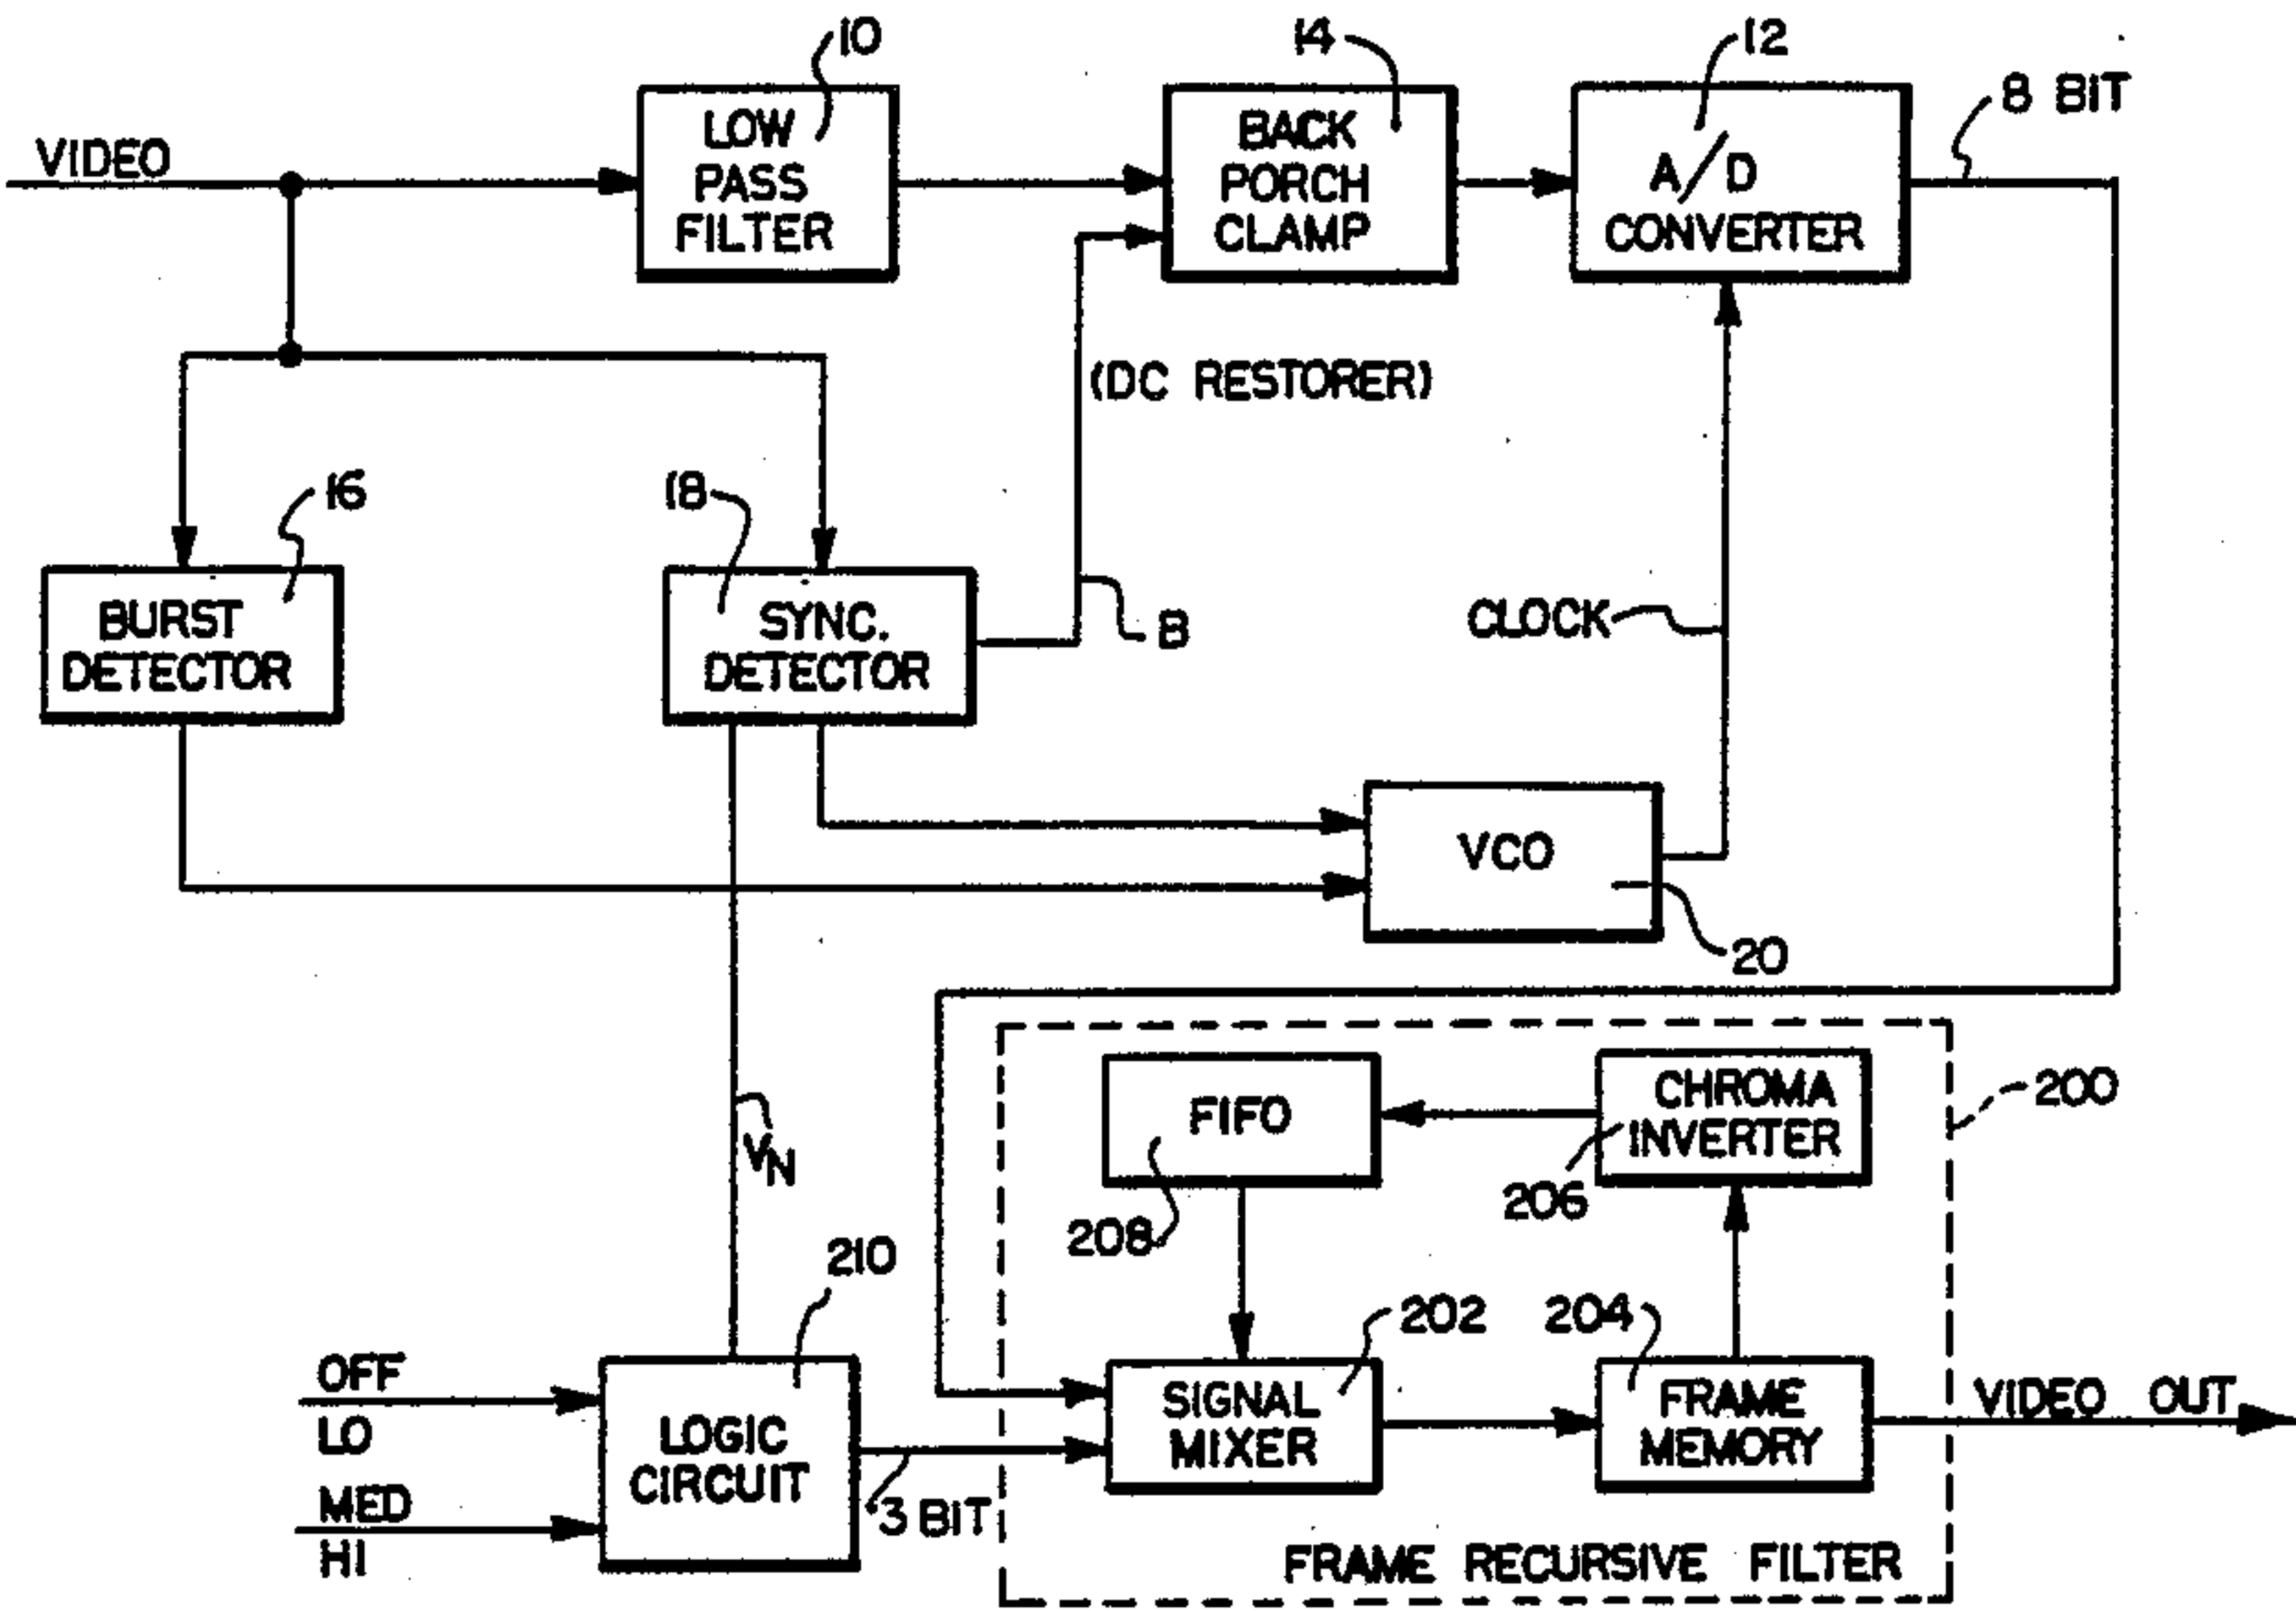 10
14
12
8 BIT
VIDEO
LOW
PASS
FILTER
BACK
PORCH
CLAMP
A/D
CONVERTER
(DC RESTORER)
16
18
BURST
DETECTOR
SYNC.
DETECTOR
B
CLOCK
VCO
20
FIFO
CHROMA
INVERTER
200
VN
206
208
210
202
204
OFF
LO
MED
HI
LOGIC
CIRCUIT
3 BIT
SIGNAL
MIXER
FRAME
MEMORY
VIDEO OUT
FRAME RECURSIVE FILTER